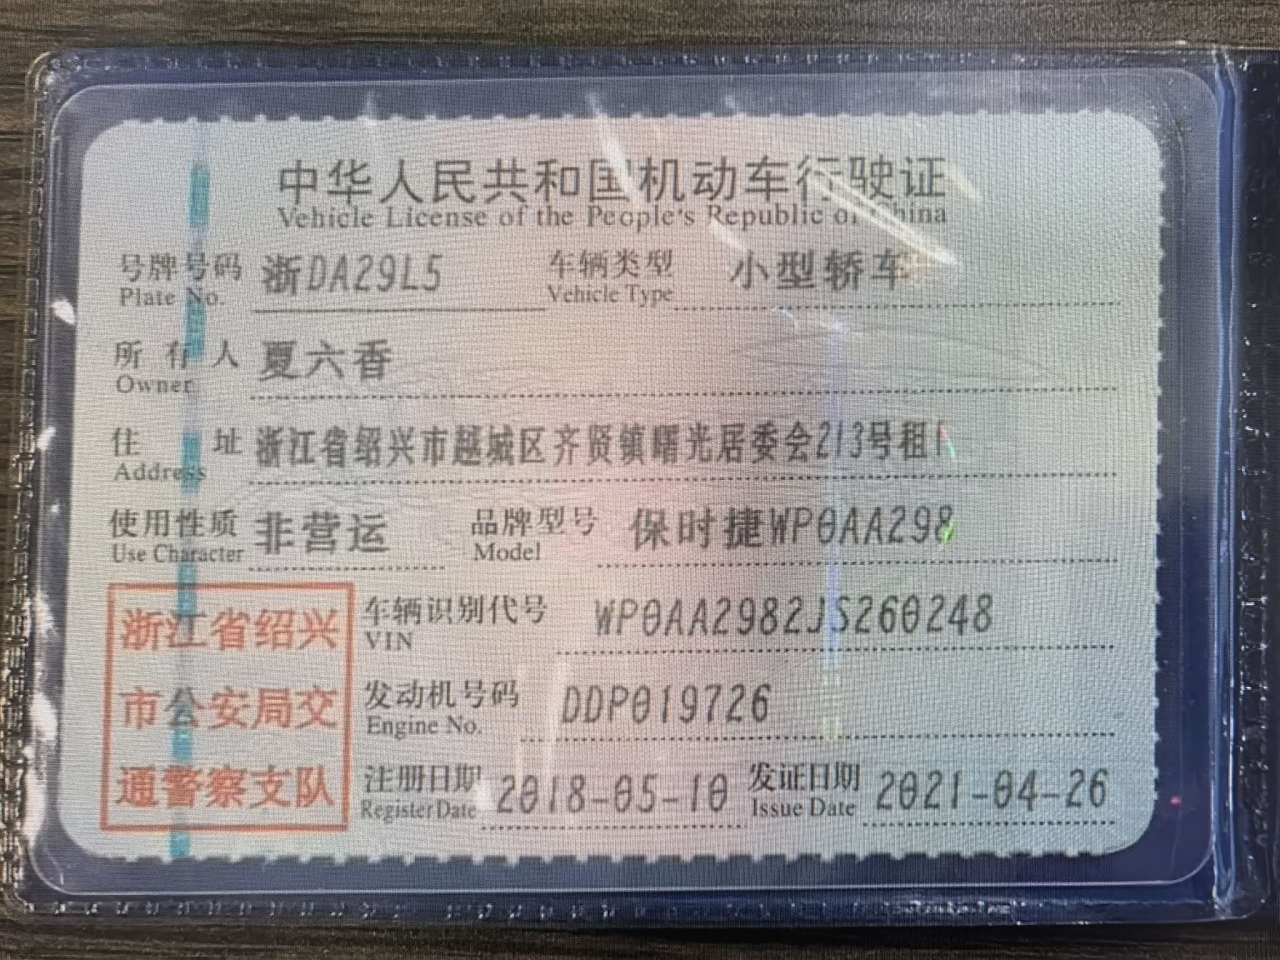 中华人民共和国机动车行驶证
Vehicle License of the People's Republic of China
号牌号码 浙DA29L5 车辆类型 小型轿车
Plate No. Vehicle Type
所有人 夏六香
Owner
住址 浙江省绍兴市越城区齐贤镇曙光居委会213号租1
Address
使用性质 非营运 品牌型号 保时捷WP0AA298
Use Character Model
浙江省绍兴
市公安局交
通警察支队
车辆识别代号 WP0AA2982JS260248
VIN
发动机号码 DDP019726
Engine No.
注册日期 2018-05-10 发证日期 2021-04-26
Register Date Issue Date